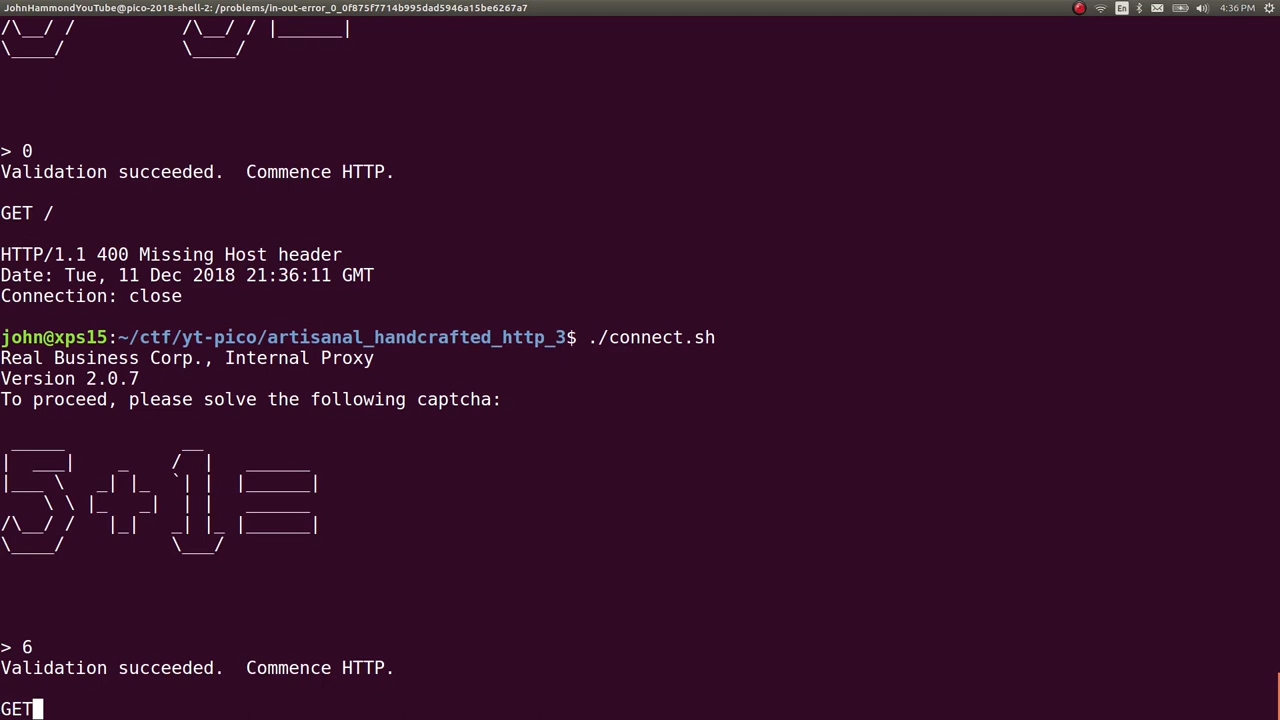 JohnHammondYouTube@pico-2018-shell-2: /problems/in-out-error_0_0f875f7714b995dad5946a15be6267a7
En
4:36 PM
> 0
Validation succeeded.  Commence HTTP.
GET /
HTTP/1.1 400 Missing Host header
Date: Tue, 11 Dec 2018 21:36:11 GMT
Connection: close
john@xps15:~/ctf/yt-pico/artisanal_handcrafted_http_3$ ./connect.sh
Real Business Corp., Internal Proxy
Version 2.0.7
To proceed, please solve the following captcha:
5+1=
> 6
Validation succeeded.  Commence HTTP.
GET